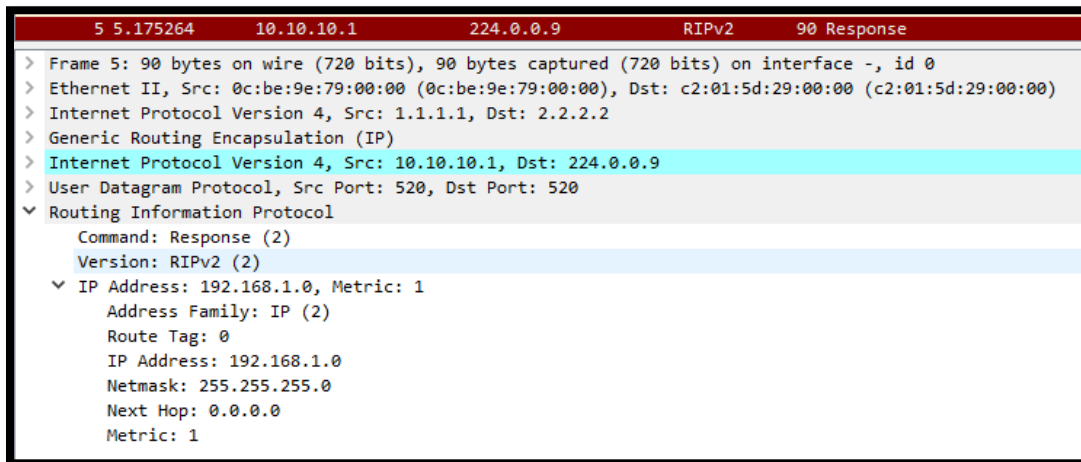 5 5.175264 10.10.10.1 224.0.0.9 RIPv2 90 Response
> Frame 5: 90 bytes on wire (720 bits), 90 bytes captured (720 bits) on interface -, id 0
> Ethernet II, Src: 0c:be:9e:79:00:00 (0c:be:9e:79:00:00), Dst: c2:01:5d:29:00:00 (c2:01:5d:29:00:00)
> Internet Protocol Version 4, Src: 1.1.1.1, Dst: 2.2.2.2
> Generic Routing Encapsulation (IP)
> Internet Protocol Version 4, Src: 10.10.10.1, Dst: 224.0.0.9
> User Datagram Protocol, Src Port: 520, Dst Port: 520
Routing Information Protocol
Command: Response (2)
Version: RIPv2 (2)
IP Address: 192.168.1.0, Metric: 1
Address Family: IP (2)
Route Tag: 0
IP Address: 192.168.1.0
Netmask: 255.255.255.0
Next Hop: 0.0.0.0
Metric: 1